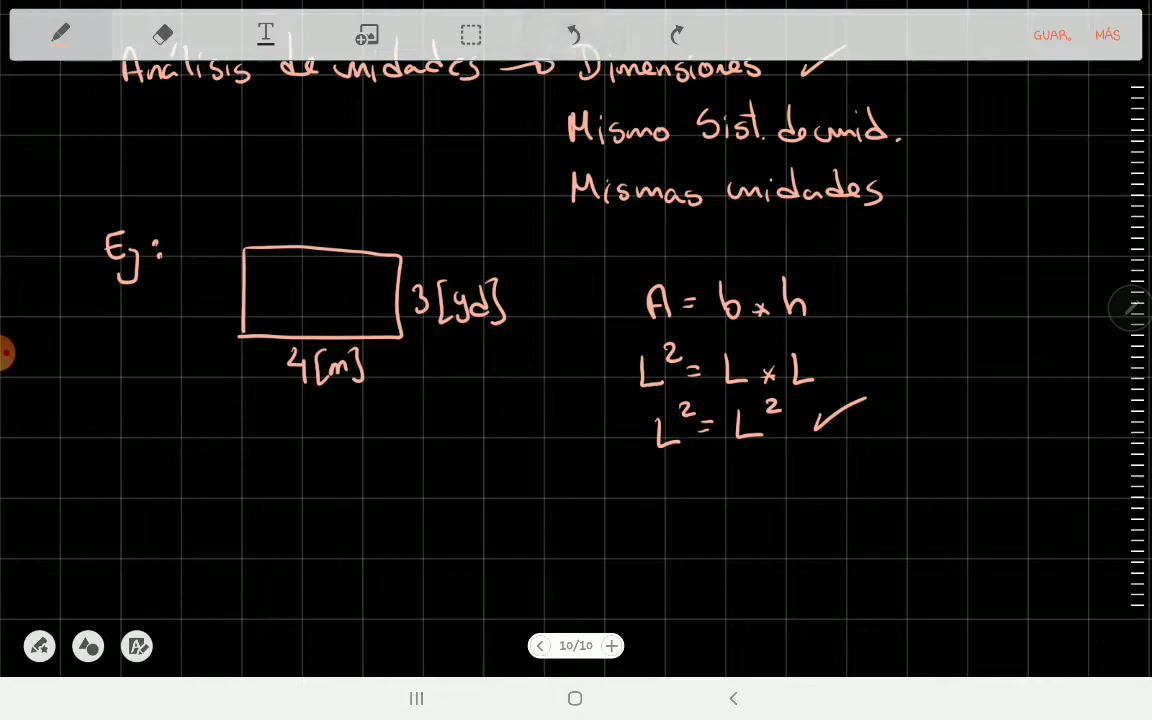 GUAR. MÁS
Análisis de unidades → Dimensiones ✓
Mismo Sist. de unid.
Mismas unidades
Ej:
3 [yd]
4 [m]
A = b * h
L² = L * L
L² = L² ✓
10/10